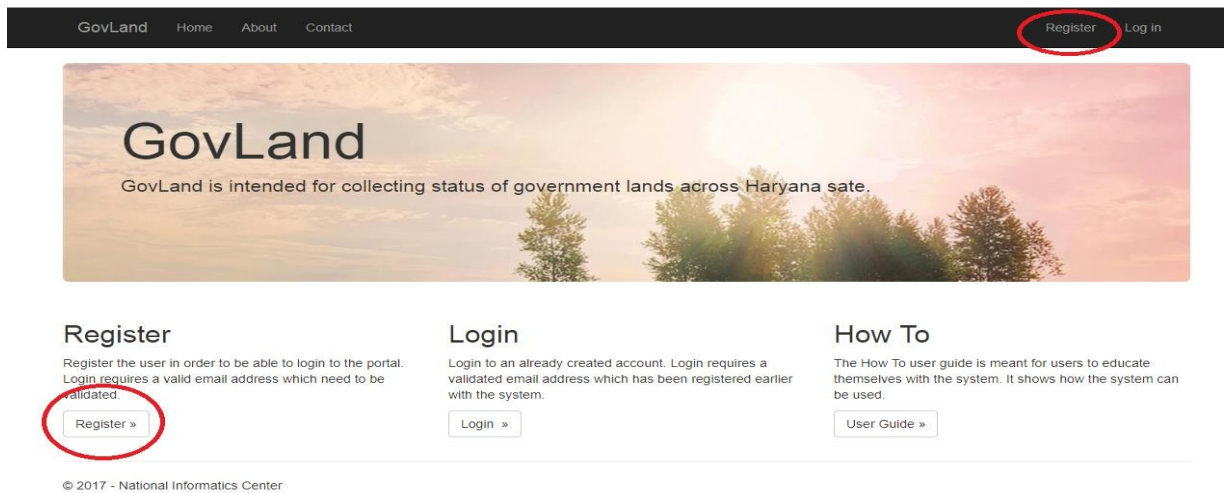 GovLand Home About Contact Register Log in
GovLand
GovLand is intended for collecting status of government lands across Haryana sate.
Register
Register the user in order to be able to login to the portal.
Login requires a valid email address which need to be
validated.
Register »
Login
Login to an already created account. Login requires a
validated email address which has been registered earlier
with the system.
Login »
How To
The How To user guide is meant for users to educate
themselves with the system. It shows how the system can
be used.
User Guide »
© 2017 - National Informatics Center